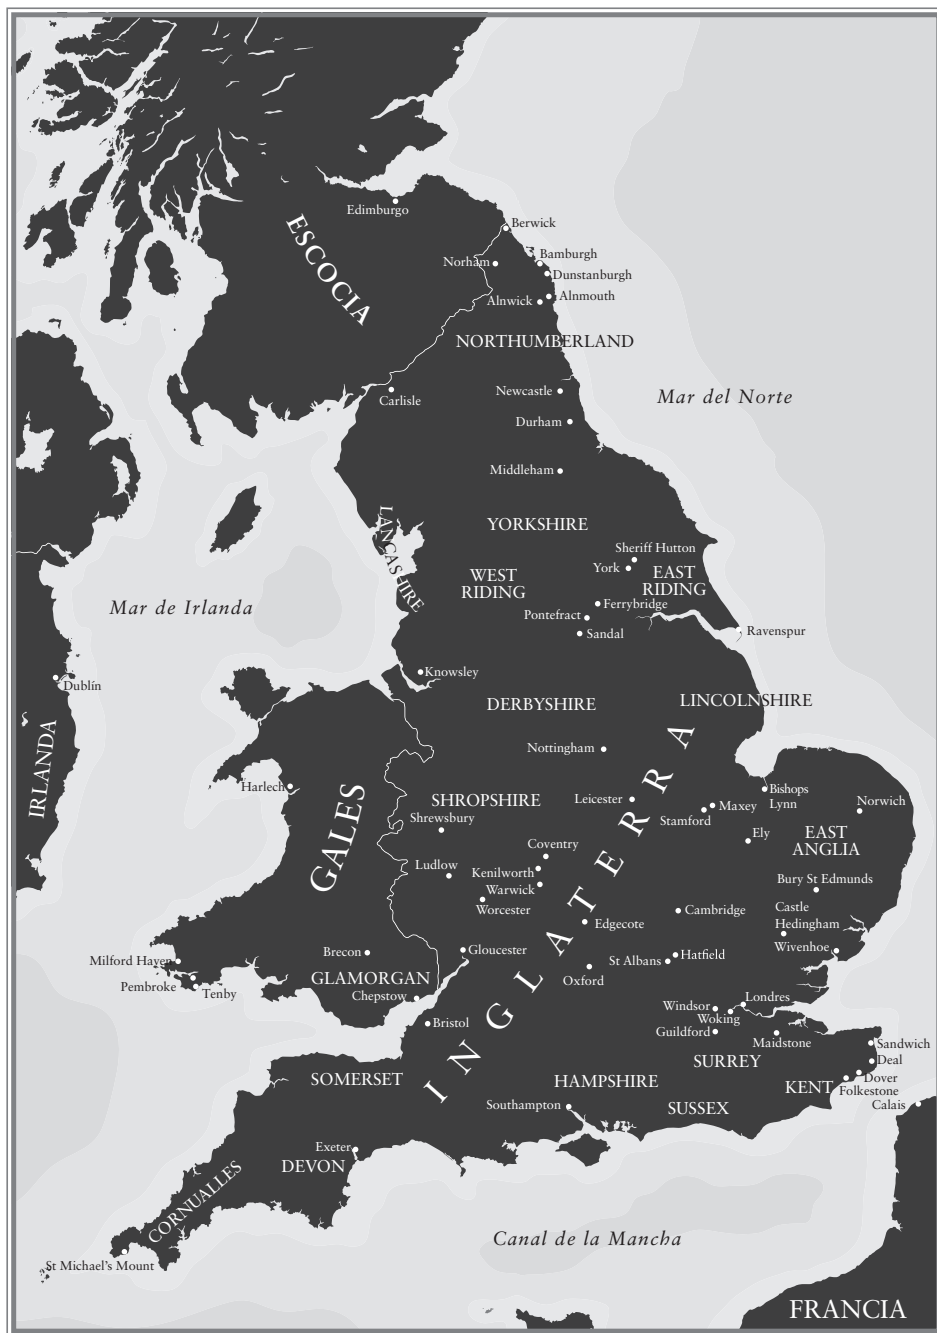 Edimburgo
ESCOCIA
Berwick
Norham
Bamburgh
Dunstanburgh
Alnwick
Alnmouth
NORTHUMBERLAND
Newcastle
Carlisle
Mar del Norte
Durham
Middleham
LANCASHIRE
YORKSHIRE
Sheriff Hutton
York
WEST
RIDING
EAST
RIDING
Mar de Irlanda
Ferrybridge
Pontefract
Sandal
Ravenspur
Knowsley
Dublín
DERBYSHIRE
LINCOLNSHIRE
IRLANDA
Nottingham
Harlech
GALES
SHROPSHIRE
Shrewsbury
Leicester
Stamford
Maxey
Bishops
Lynn
Norwich
INGLATERRA
Ely
EAST
ANGLIA
Coventry
Ludlow
Kenilworth
Warwick
Worcester
Bury St Edmunds
Cambridge
Castle
Hedingham
Edgecote
Wivenhoe
Milford Haven
Brecon
Gloucester
St Albans
Hatfield
Pembroke
Tenby
GLAMORGAN
Chepstow
Oxford
Londres
Windsor
Woking
Bristol
Guildford
Maidstone
Sandwich
SURREY
Deal
SOMERSET
HAMPSHIRE
KENT
Dover
Folkestone
Southampton
SUSSEX
Calais
Exeter
DEVON
CORNUALLES
Canal de la Mancha
St Michael's Mount
FRANCIA